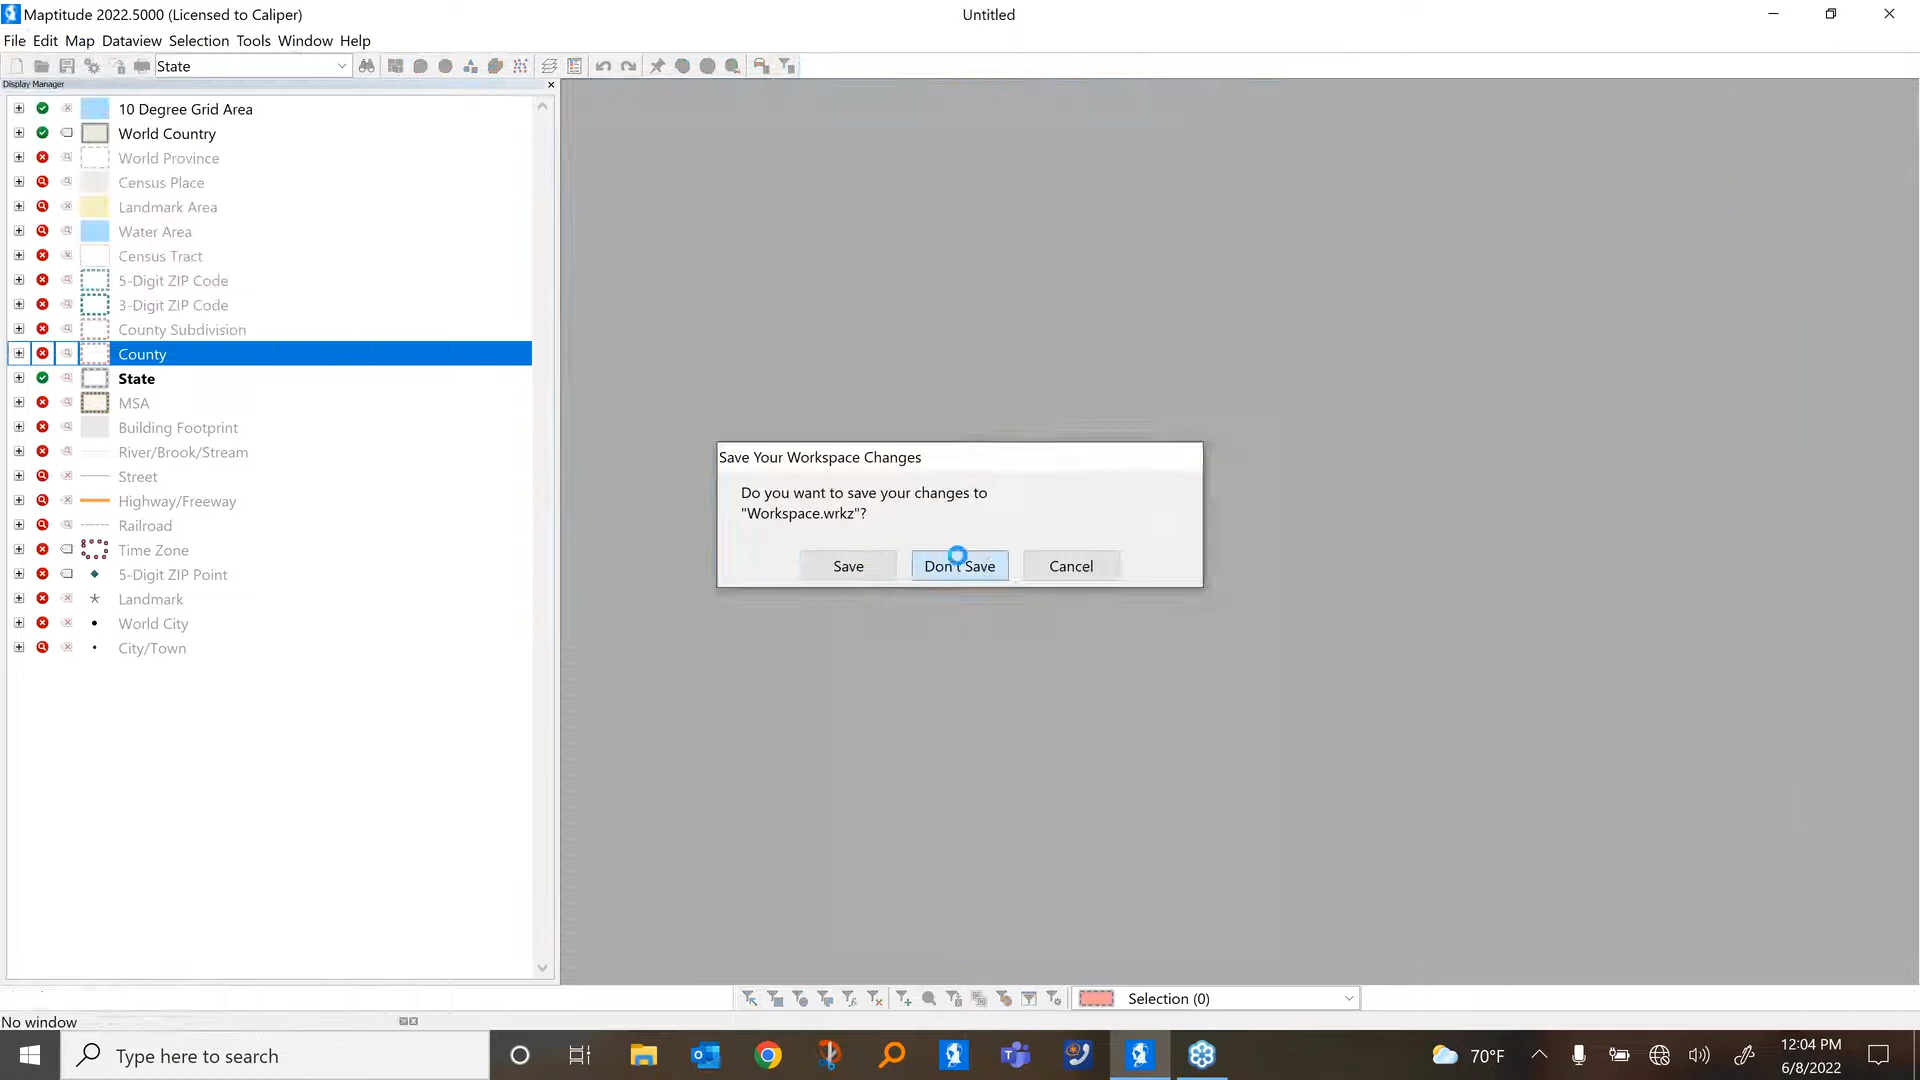 Maptitude 2022.5000 (Licensed to Caliper)
Untitled
File Edit Map Dataview Selection Tools Window Help
State
Display Manager
10 Degree Grid Area
World Country
World Province
Census Place
Landmark Area
Water Area
Census Tract
5-Digit ZIP Code
3-Digit ZIP Code
County Subdivision
County
State
MSA
Building Footprint
River/Brook/Stream
Street
Highway/Freeway
Railroad
Time Zone
5-Digit ZIP Point
Landmark
World City
City/Town
Save Your Workspace Changes
Do you want to save your changes to
"Workspace.wrkz"?
Save
Don't Save
Cancel
Selection (0)
No window
Type here to search
70°F
12:04 PM
6/8/2022